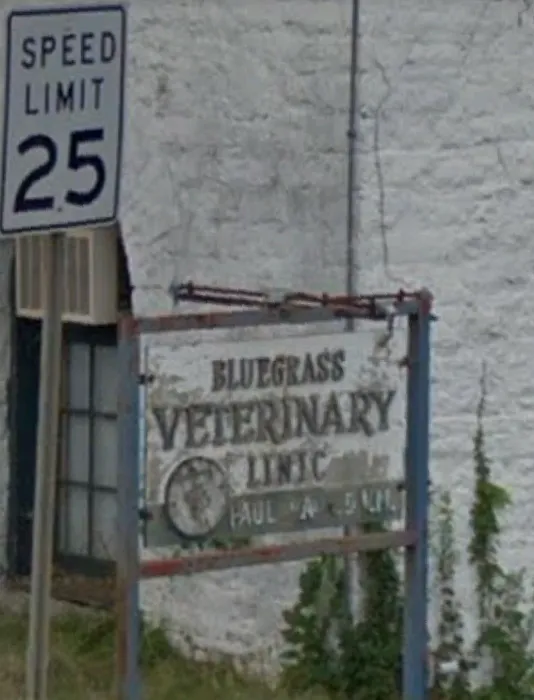 SPEED
LIMIT
25
BLUEGRASS
VETERINARY
LINIC
PAUL A